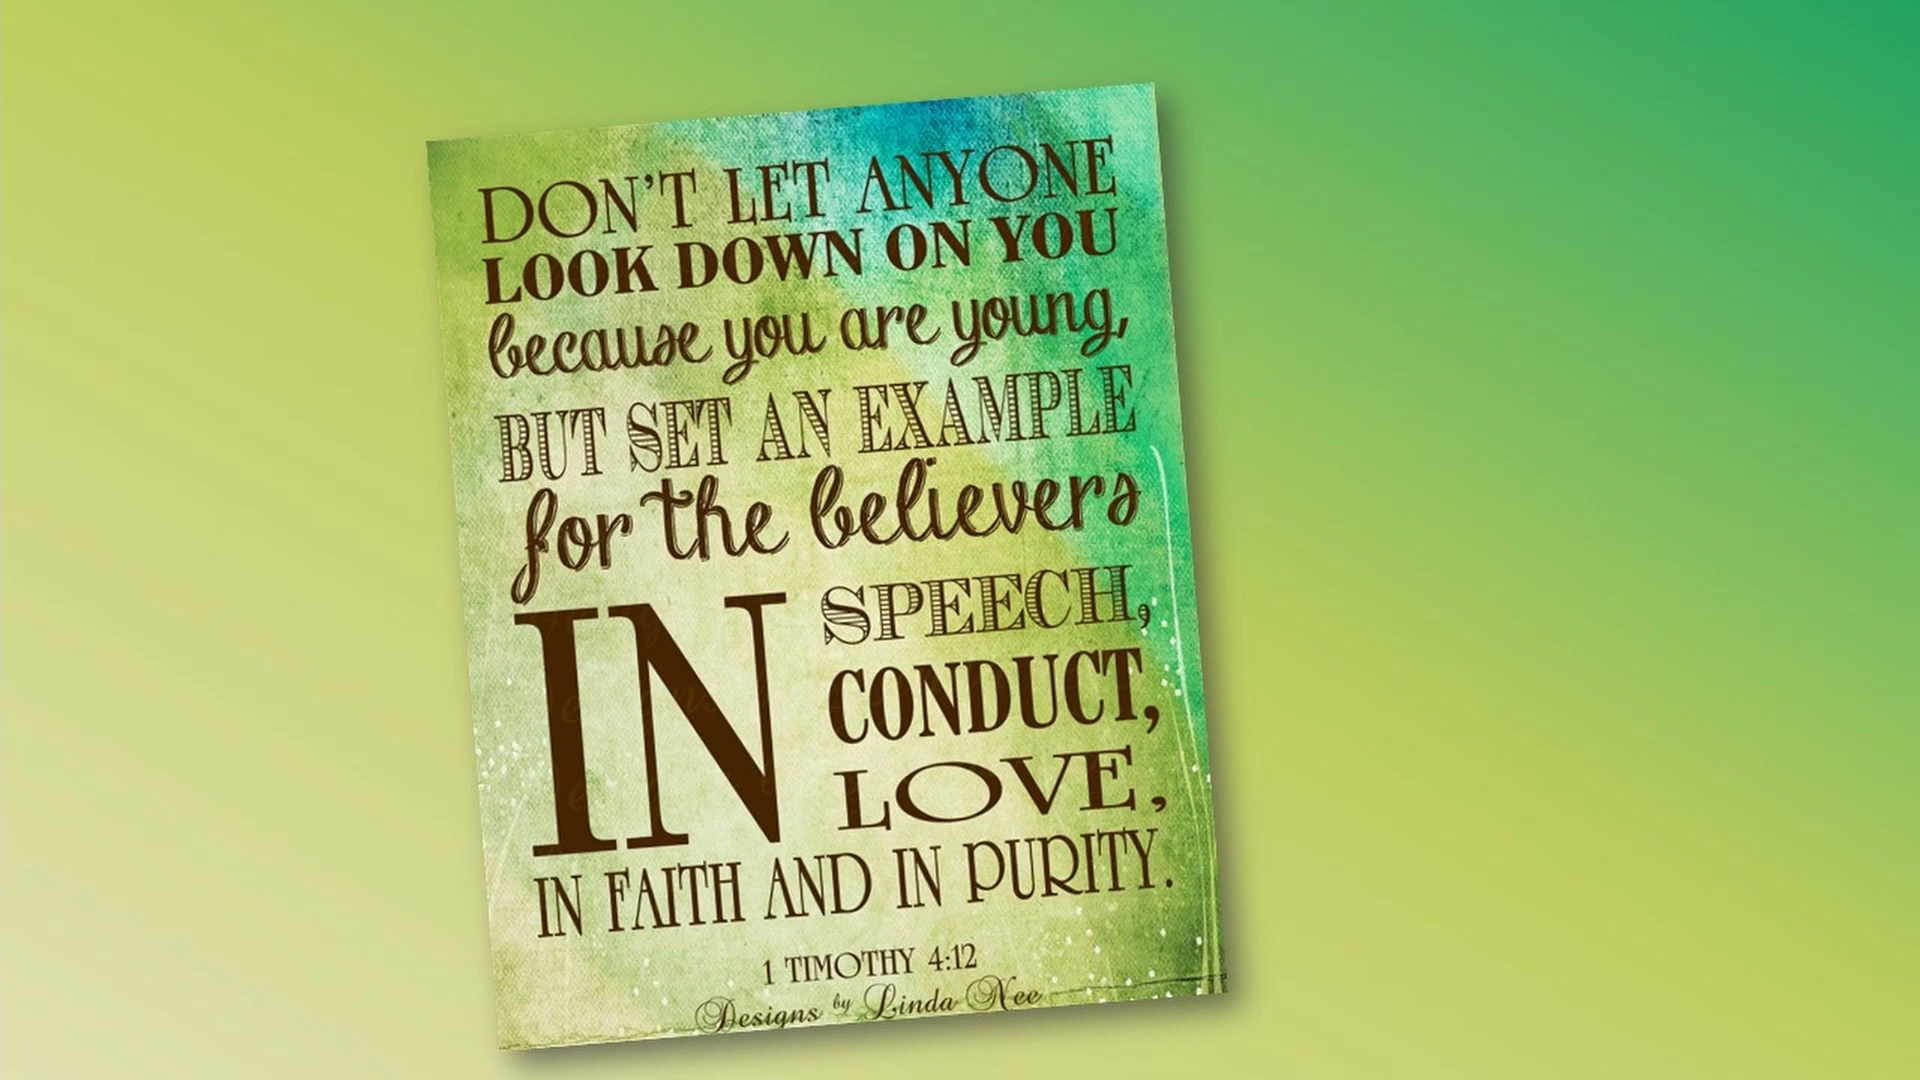 DON'T LET ANYONE
LOOK DOWN ON YOU
because you are young,
BUT SET AN EXAMPLE
for the believers
IN SPEECH,
CONDUCT,
LOVE,
IN FAITH AND IN PURITY.
1 TIMOTHY 4:12
Designs by Linda Nee